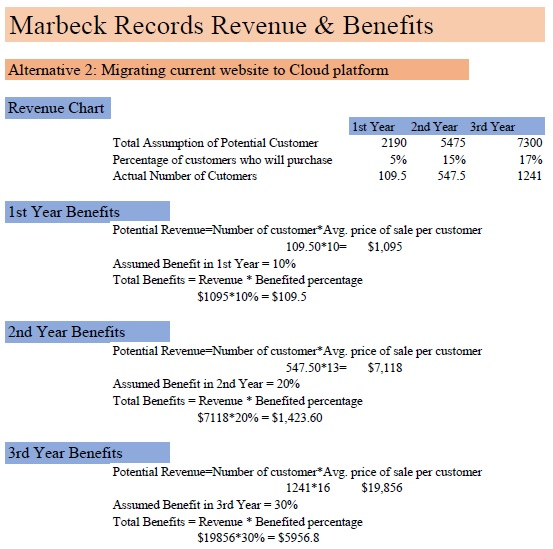 Marbeck Records Revenue & Benefits
Alternative 2: Migrating current website to Cloud platform
Revenue Chart
1st Year 2nd Year 3rd Year
Total Assumption of Potential Customer 2190 5475 7300
Percentage of customers who will purchase 5% 15% 17%
Actual Number of Cutomers 109.5 547.5 1241
1st Year Benefits
Potential Revenue=Number of customer*Avg. price of sale per customer
109.50*10= $1,095
Assumed Benefit in 1st Year = 10%
Total Benefits = Revenue * Benefited percentage
$1095*10% = $109.5
2nd Year Benefits
Potential Revenue=Number of customer*Avg. price of sale per customer
547.50*13= $7,118
Assumed Benefit in 2nd Year = 20%
Total Benefits = Revenue * Benefited percentage
$7118*20% = $1,423.60
3rd Year Benefits
Potential Revenue=Number of customer*Avg. price of sale per customer
1241*16 $19,856
Assumed Benefit in 3rd Year = 30%
Total Benefits = Revenue * Benefited percentage
$19856*30% = $5956.8